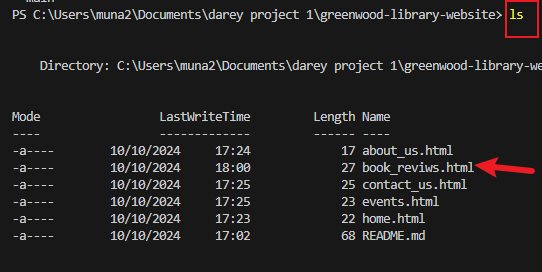 main
PS C:\Users\muna2\Documents\darey project 1\greenwood-library-website> ls
Directory: C:\Users\muna2\Documents\darey project 1\greenwood-library-we
Mode LastWriteTime Length Name
---- ------------- ------ ----
-a---- 10/10/2024 17:24 17 about_us.html
-a---- 10/10/2024 18:00 27 book_reviws.html
-a---- 10/10/2024 17:25 25 contact_us.html
-a---- 10/10/2024 17:25 23 events.html
-a---- 10/10/2024 17:23 22 home.html
-a---- 10/10/2024 17:02 68 README.md